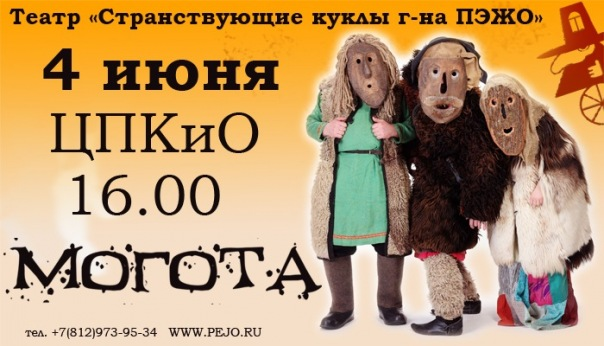 Театр «Странствующие куклы г-на ПЭЖО»
4 июня
ЦПКиО
16.00
МОГОТА
тел. +7(812)973-95-34 WWW.PEJO.RU